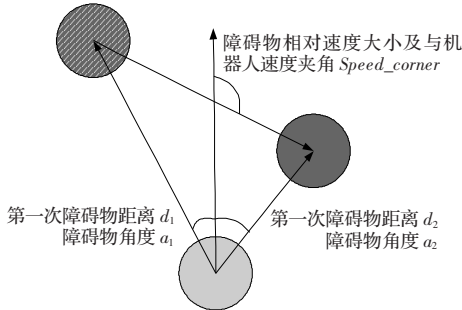 障碍物相对速度大小及与机
器人速度夹角 Speed_corner
第一次障碍物距离 d₁
障碍物角度 a₁
第一次障碍物距离 d₂
障碍物角度 a₂